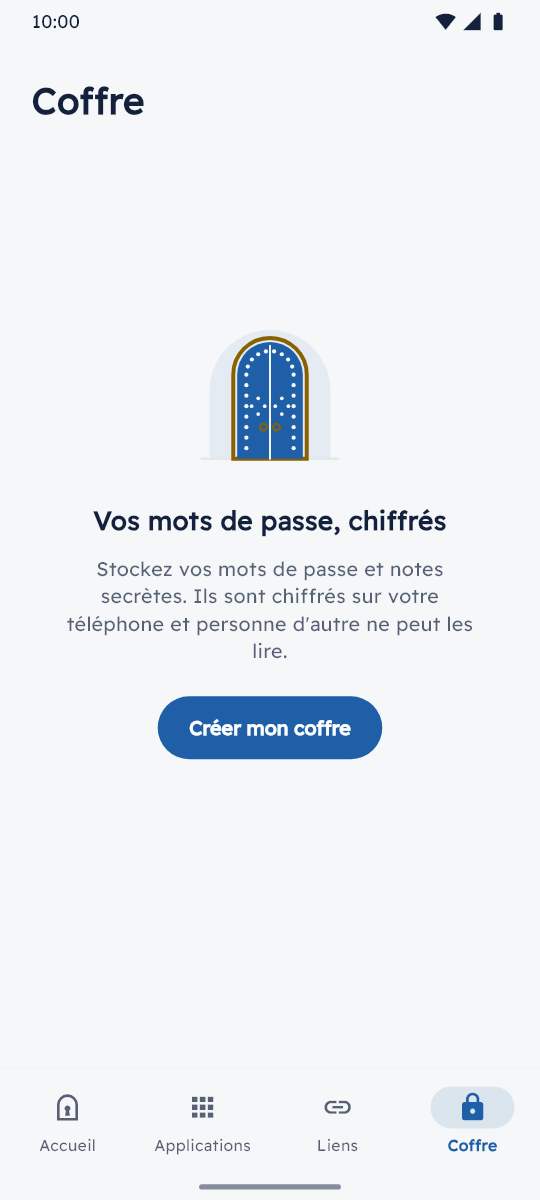 10:00
Coffre
Vos mots de passe, chiffrés
Stockez vos mots de passe et notes
secrètes. Ils sont chiffrés sur votre
téléphone et personne d'autre ne peut les
lire.
Créer mon coffre
Accueil
Applications
Liens
Coffre